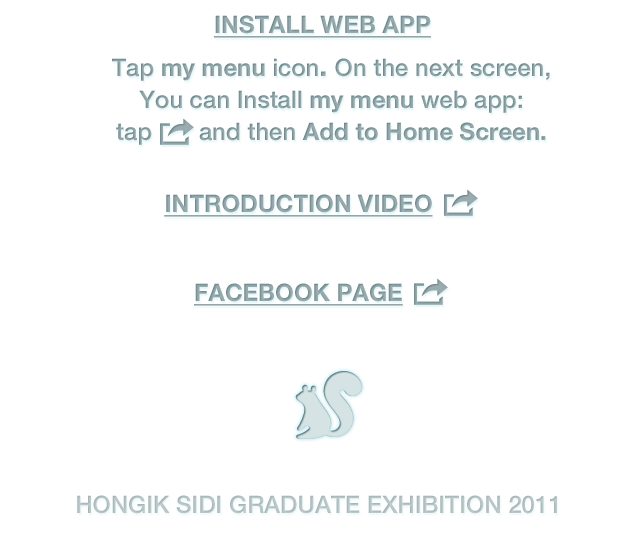 INSTALL WEB APP
Tap my menu icon. On the next screen,
You can Install my menu web app:
tap and then Add to Home Screen.
INTRODUCTION VIDEO
FACEBOOK PAGE
HONGIK SIDI GRADUATE EXHIBITION 2011